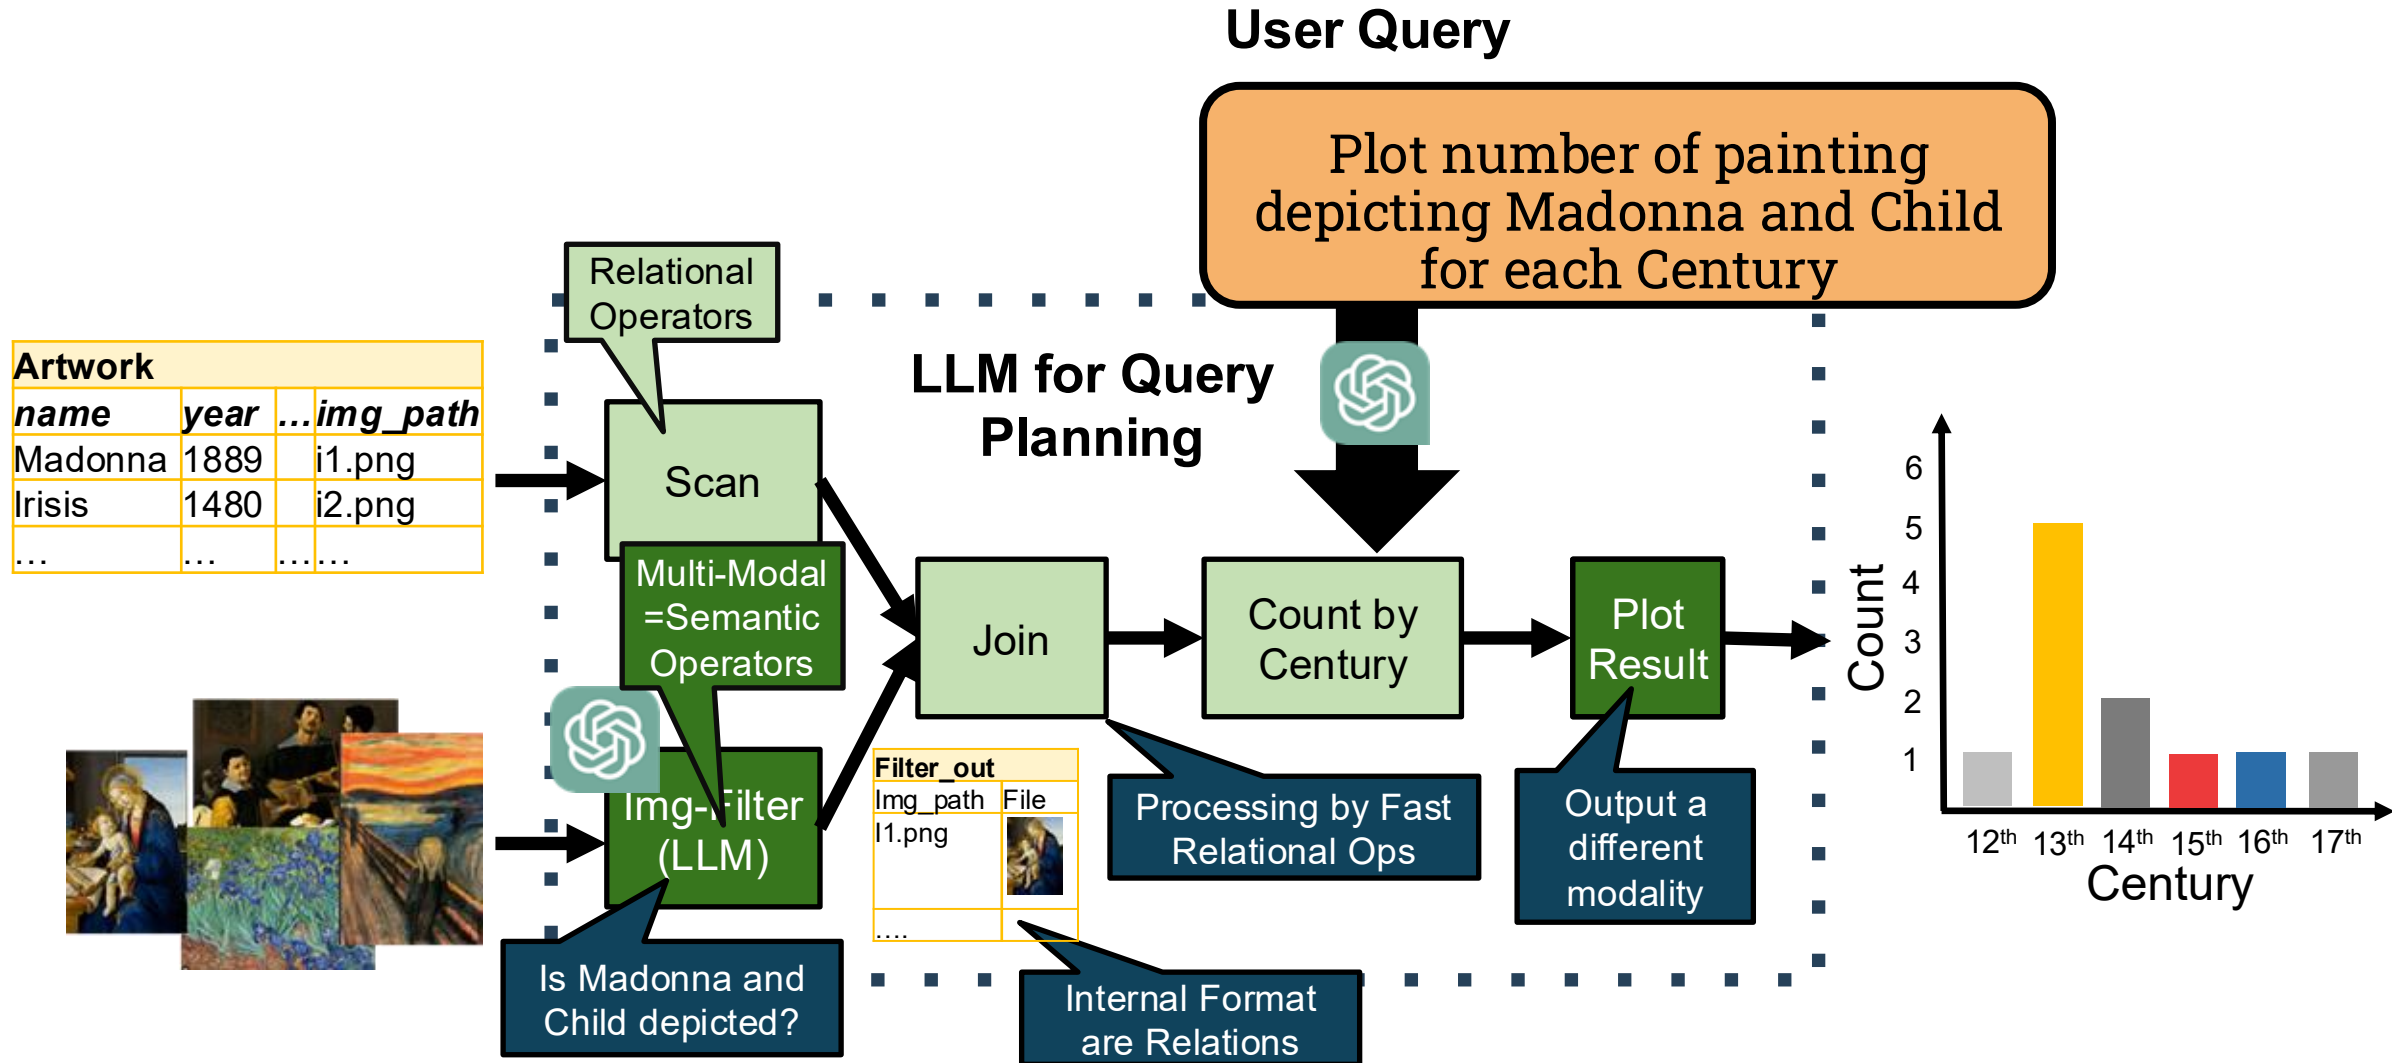 User Query
Plot number of painting
depicting Madonna and Child
for each Century
Relational
Operators
LLM for Query
Planning
Artwork
name year ... img_path
Madonna 1889 i1.png
Irisis 1480 i2.png
... ... ... ...
Scan
Multi-Modal
=Semantic
Operators
Img-Filter
(LLM)
Is Madonna and
Child depicted?
Join
Filter_out
Img_path File
I1.png
....
Processing by Fast
Relational Ops
Internal Format
are Relations
Count by
Century
Plot
Result
Output a
different
modality
Count
6
5
4
3
2
1
12th 13th 14th 15th 16th 17th
Century